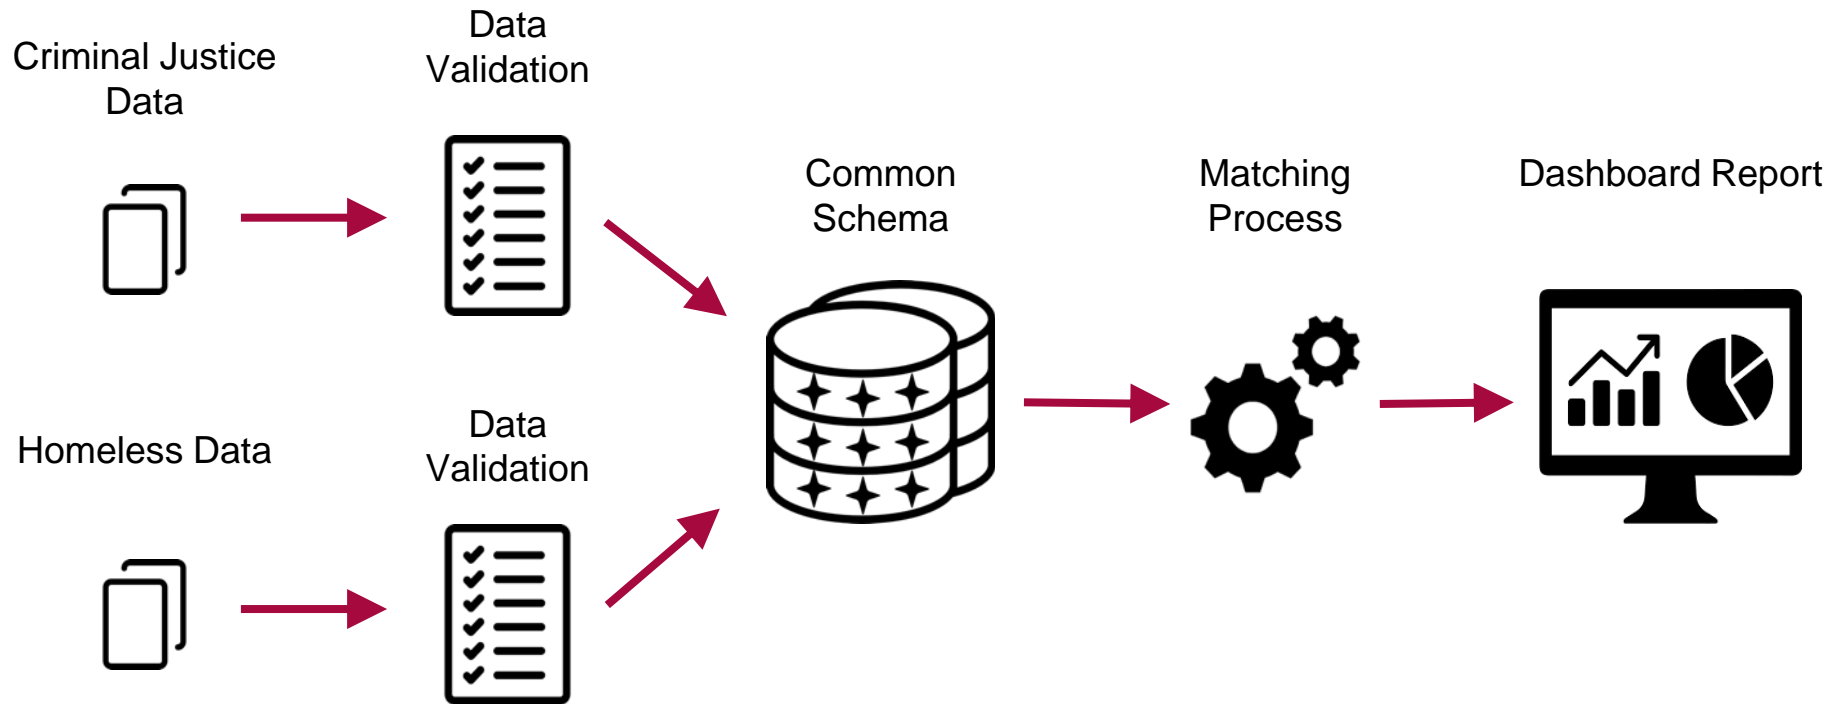 Criminal Justice
Data
Data
Validation
Homeless Data
Data
Validation
Common
Schema
Matching
Process
Dashboard Report